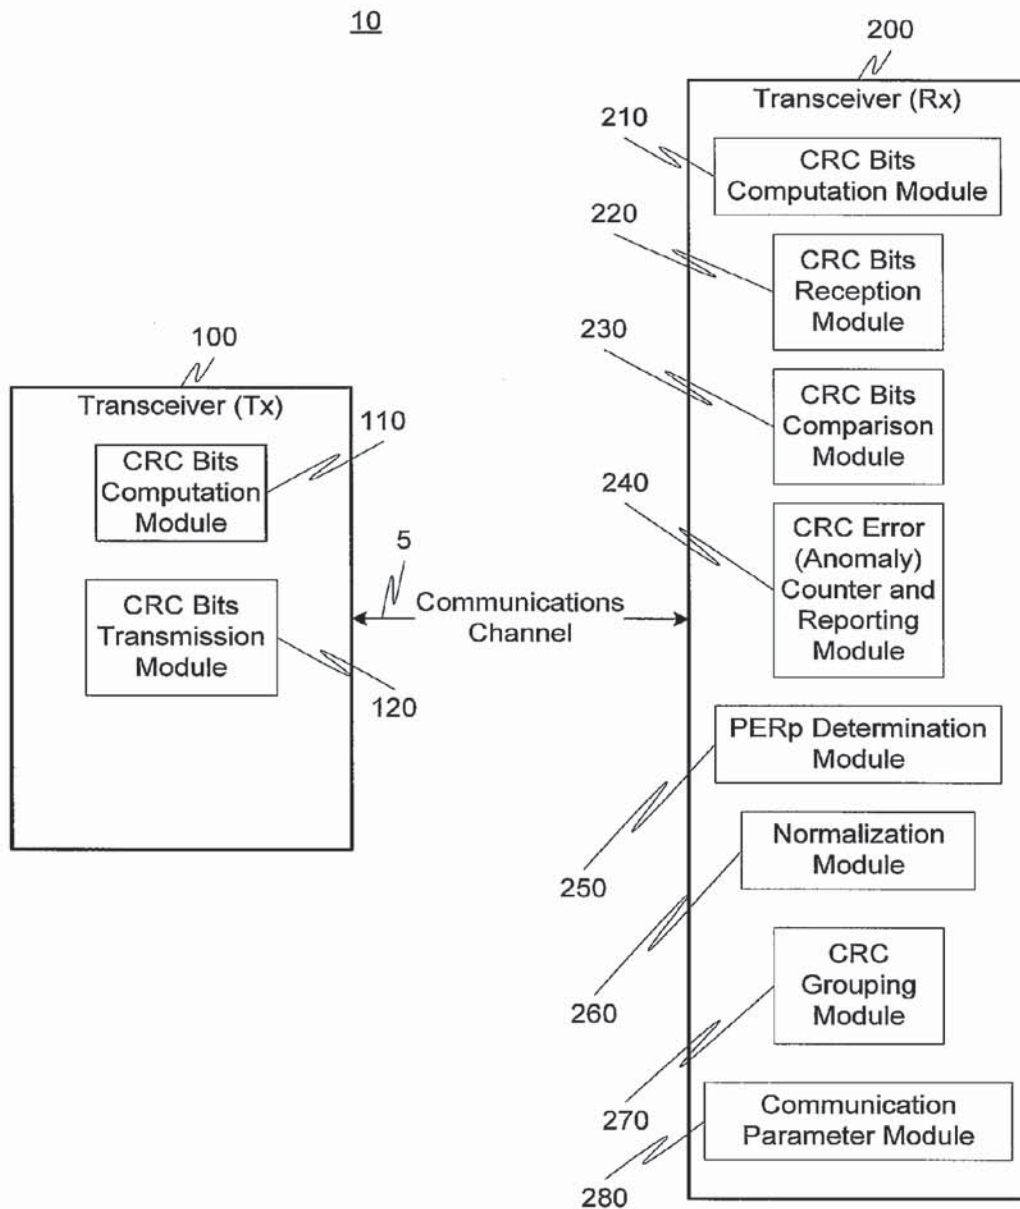 10
200
Transceiver (Rx)
210
CRC Bits
Computation Module
220
CRC Bits
Reception
Module
230
CRC Bits
Comparison
Module
240
CRC Error
(Anomaly)
Counter and
Reporting
Module
100
Transceiver (Tx)
110
CRC Bits
Computation
Module
CRC Bits
Transmission
Module
120
5
Communications
Channel
PERp Determination
Module
250
Normalization
Module
260
CRC
Grouping
Module
270
Communication
Parameter Module
280